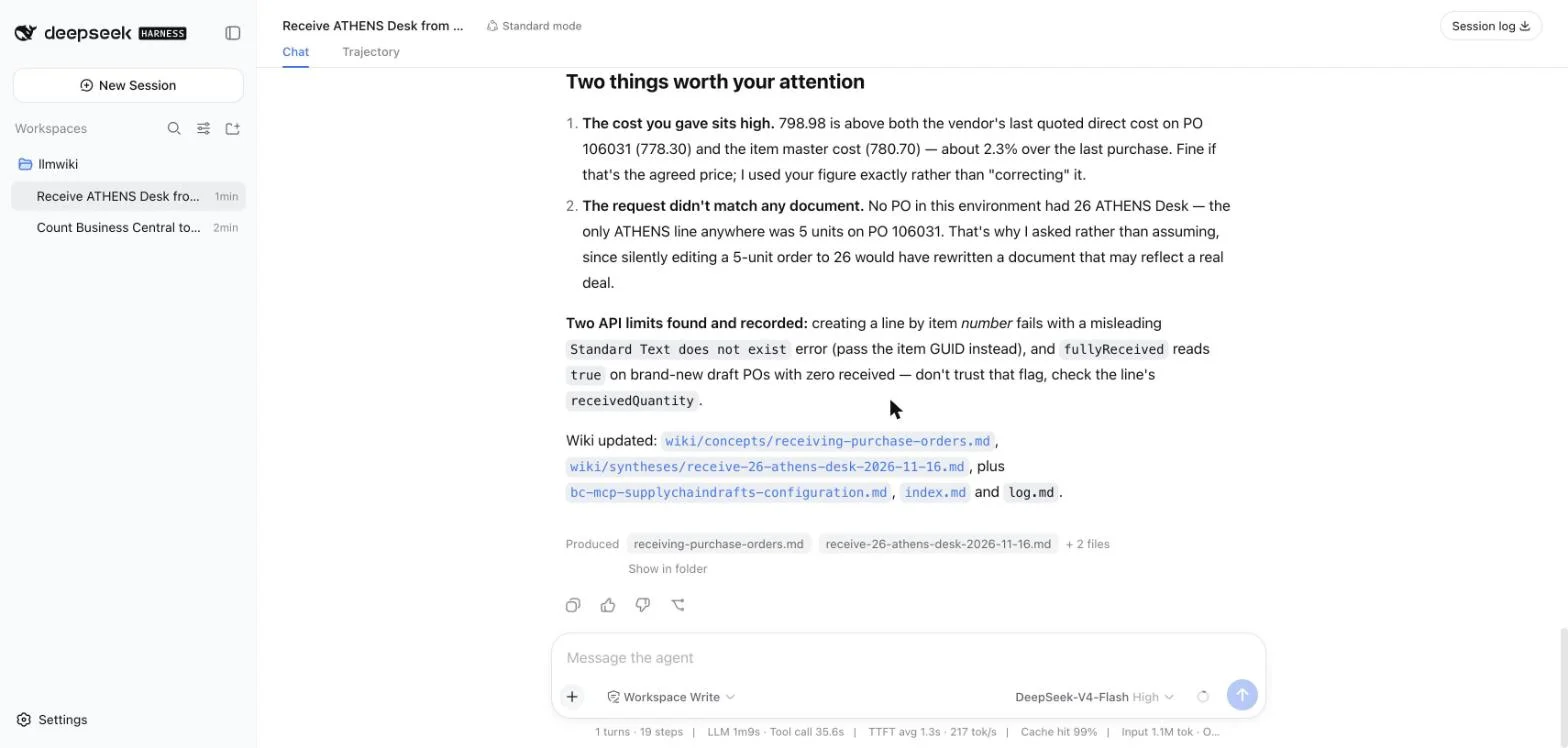 deepseek HARNESS
New Session
Workspaces
llmwiki
Receive ATHENS Desk fro... 1min
Count Business Central to... 2min
Settings
Receive ATHENS Desk from ... Standard mode
Session log
Chat Trajectory
Two things worth your attention
1. The cost you gave sits high. 798.98 is above both the vendor's last quoted direct cost on PO
106031 (778.30) and the item master cost (780.70) — about 2.3% over the last purchase. Fine if
that's the agreed price; I used your figure exactly rather than "correcting" it.
2. The request didn't match any document. No PO in this environment had 26 ATHENS Desk — the
only ATHENS line anywhere was 5 units on PO 106031. That's why I asked rather than assuming,
since silently editing a 5-unit order to 26 would have rewritten a document that may reflect a real
deal.
Two API limits found and recorded: creating a line by item number fails with a misleading
Standard Text does not exist error (pass the item GUID instead), and fullyReceived reads
true on brand-new draft POs with zero received — don't trust that flag, check the line's
receivedQuantity.
Wiki updated: wiki/concepts/receiving-purchase-orders.md,
wiki/syntheses/receive-26-athens-desk-2026-11-16.md, plus
bc-mcp-supplychaindrafts-configuration.md, index.md and log.md.
Produced receiving-purchase-orders.md receive-26-athens-desk-2026-11-16.md + 2 files
Show in folder
Message the agent
Workspace Write DeepSeek-V4-Flash High
1 turns · 19 steps | LLM 1m9s · Tool call 35.6s | TTFT avg 1.3s · 217 tok/s | Cache hit 99% | Input 1.1M tok · O...